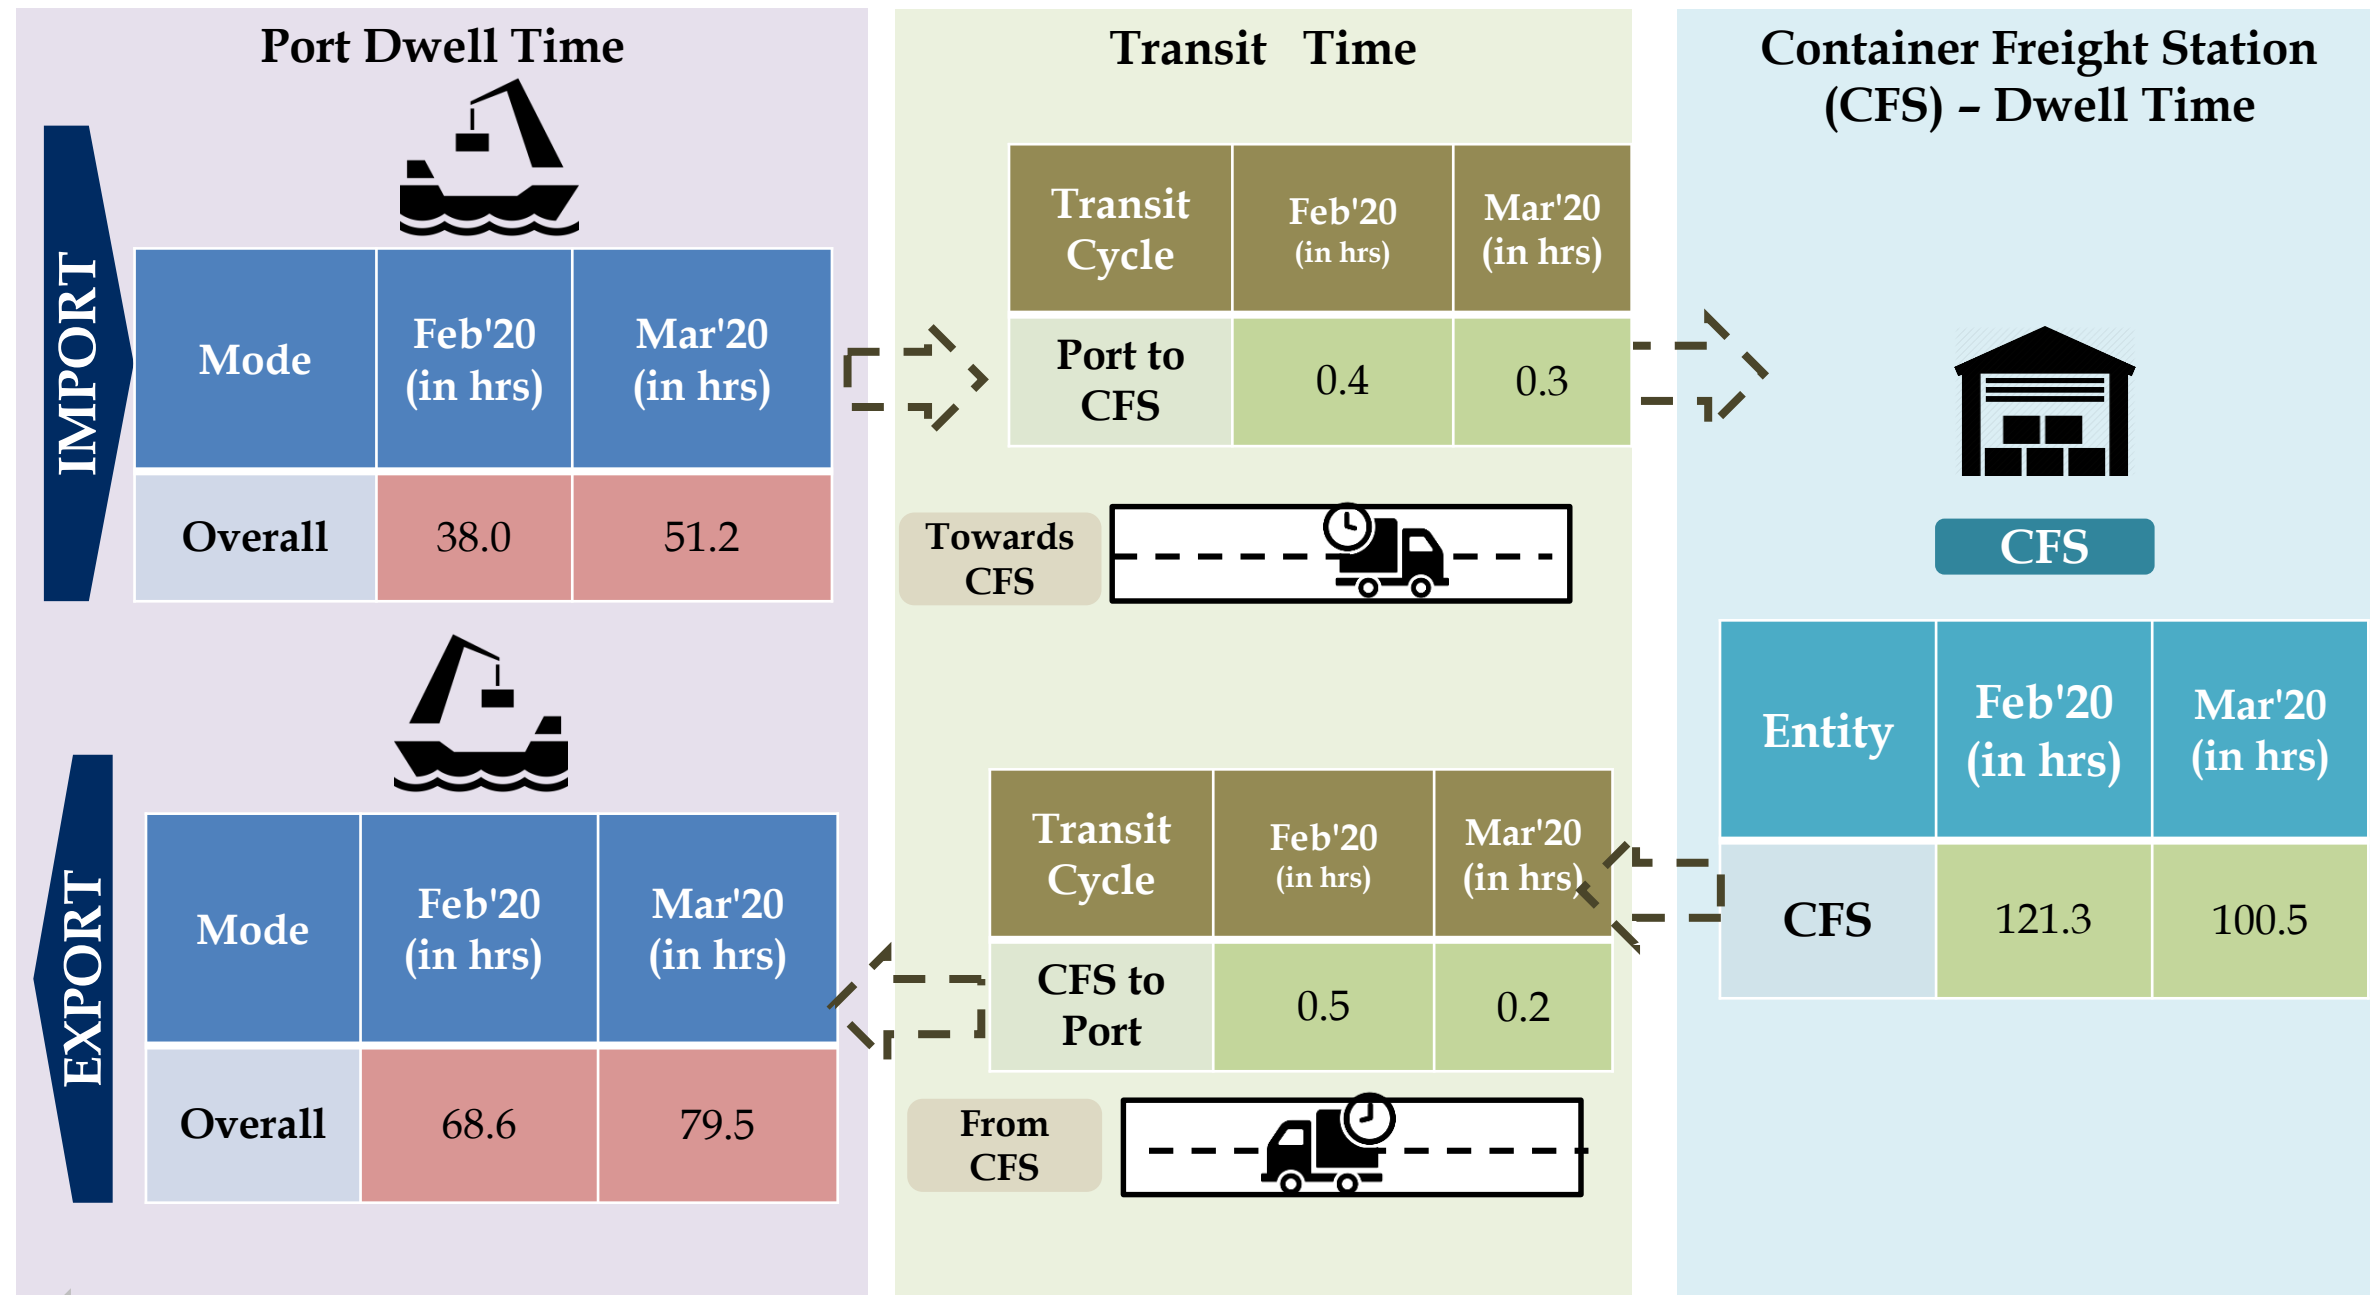 Port Dwell Time
IMPORT
Mode
Feb'20
(in hrs)
Mar'20
(in hrs)
Overall
38.0
51.2
EXPORT
Mode
Feb'20
(in hrs)
Mar'20
(in hrs)
Overall
68.6
79.5
Transit Time
Transit
Cycle
Feb'20
(in hrs)
Mar'20
(in hrs)
Port to
CFS
0.4
0.3
Towards
CFS
Transit
Cycle
Feb'20
(in hrs)
Mar'20
(in hrs)
CFS to
Port
0.5
0.2
From
CFS
Container Freight Station
(CFS) – Dwell Time
CFS
Entity
Feb'20
(in hrs)
Mar'20
(in hrs)
CFS
121.3
100.5